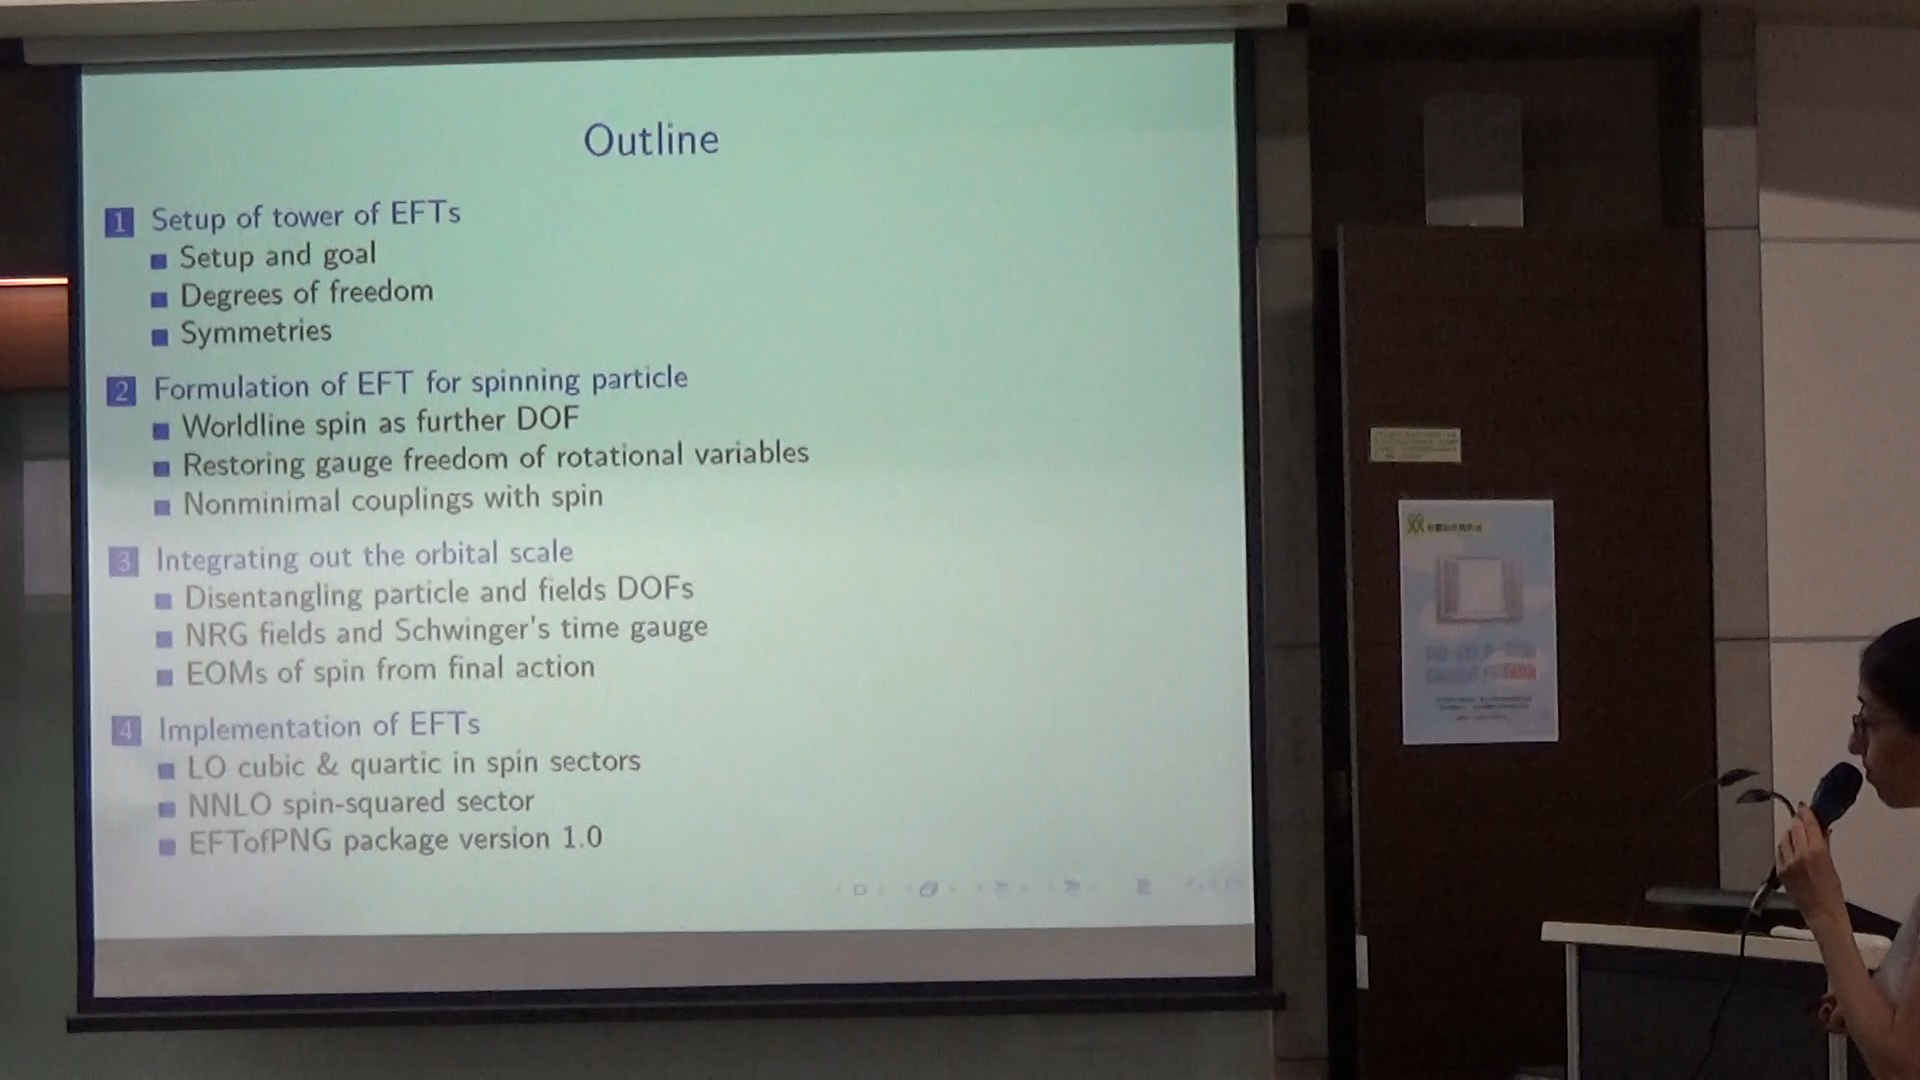 Outline
1 Setup of tower of EFTs
Setup and goal
Degrees of freedom
Symmetries
2 Formulation of EFT for spinning particle
Worldline spin as further DOF
Restoring gauge freedom of rotational variables
Nonminimal couplings with spin
3 Integrating out the orbital scale
Disentangling particle and fields DOFs
NRG fields and Schwinger's time gauge
EOMs of spin from final action
4 Implementation of EFTs
LO cubic & quartic in spin sectors
NNLO spin-squared sector
EFTofPNG package version 1.0